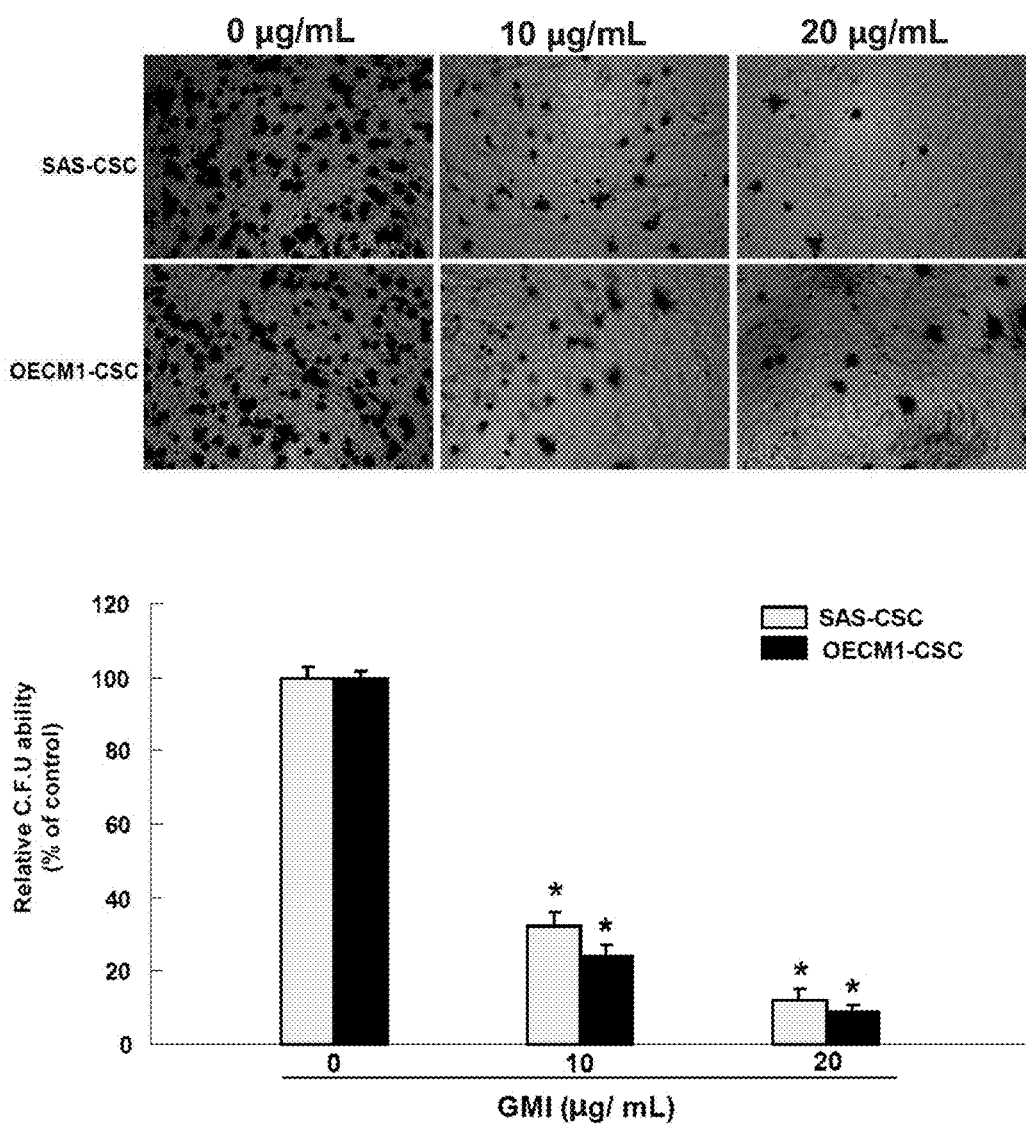 0 µg/mL 10 µg/mL 20 µg/mL
SAS-CSC
OECM1-CSC
120
100
80
60
40
20
0
Relative C.F.U ability
(% of control)
SAS-CSC
OECM1-CSC
*
*
*
*
0 10 20
GMI (µg/ mL)